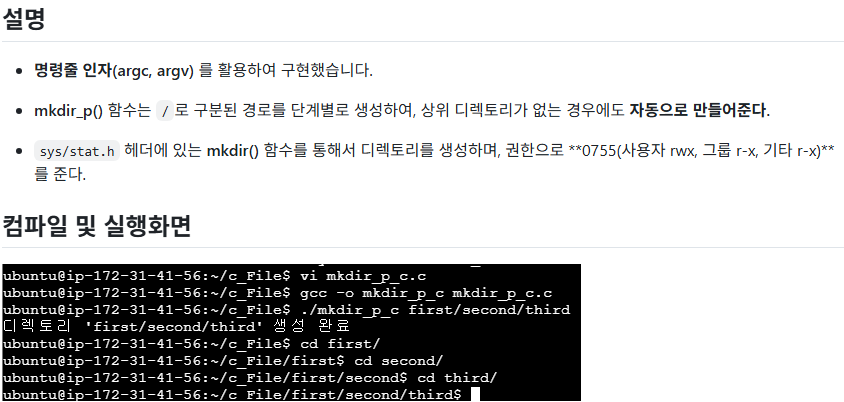 설명
명령줄 인자(argc, argv) 를 활용하여 구현했습니다.
mkdir_p() 함수는 /로 구분된 경로를 단계별로 생성하여, 상위 디렉토리가 없는 경우에도 자동으로 만들어준다.
sys/stat.h 헤더에 있는 mkdir() 함수를 통해서 디렉토리를 생성하며, 권한으로 **0755(사용자 rwx, 그룹 r-x, 기타 r-x)**
를 준다.
컴파일 및 실행화면
ubuntu@ip-172-31-41-56:~/c_File$ vi mkdir_p_c.c
ubuntu@ip-172-31-41-56:~/c_File$ gcc -o mkdir_p_c mkdir_p_c.c
ubuntu@ip-172-31-41-56:~/c_File$ ./mkdir_p_c first/second/third
디렉토리 'first/second/third' 생성 완료
ubuntu@ip-172-31-41-56:~/c_File$ cd first/
ubuntu@ip-172-31-41-56:~/c_File/first$ cd second/
ubuntu@ip-172-31-41-56:~/c_File/first/second$ cd third/
ubuntu@ip-172-31-41-56:~/c_File/first/second/third$